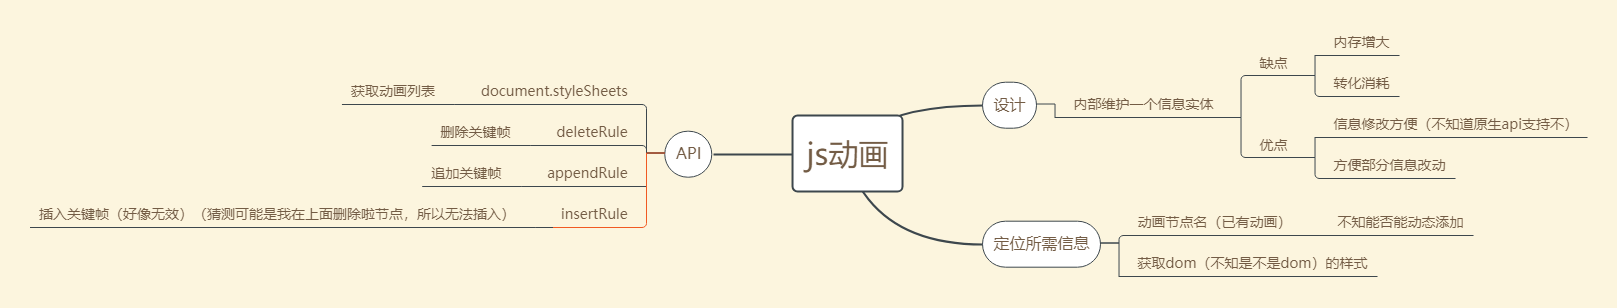 js动画
API
document.styleSheets
获取动画列表
deleteRule
删除关键帧
appendRule
追加关键帧
insertRule
插入关键帧（好像无效）（猜测可能是我在上面删除啦节点，所以无法插入）
设计
内部维护一个信息实体
缺点
内存增大
转化消耗
优点
信息修改方便（不知道原生api支持不）
方便部分信息改动
定位所需信息
动画节点名（已有动画）
不知能否能动态添加
获取dom（不知是不是dom）的样式